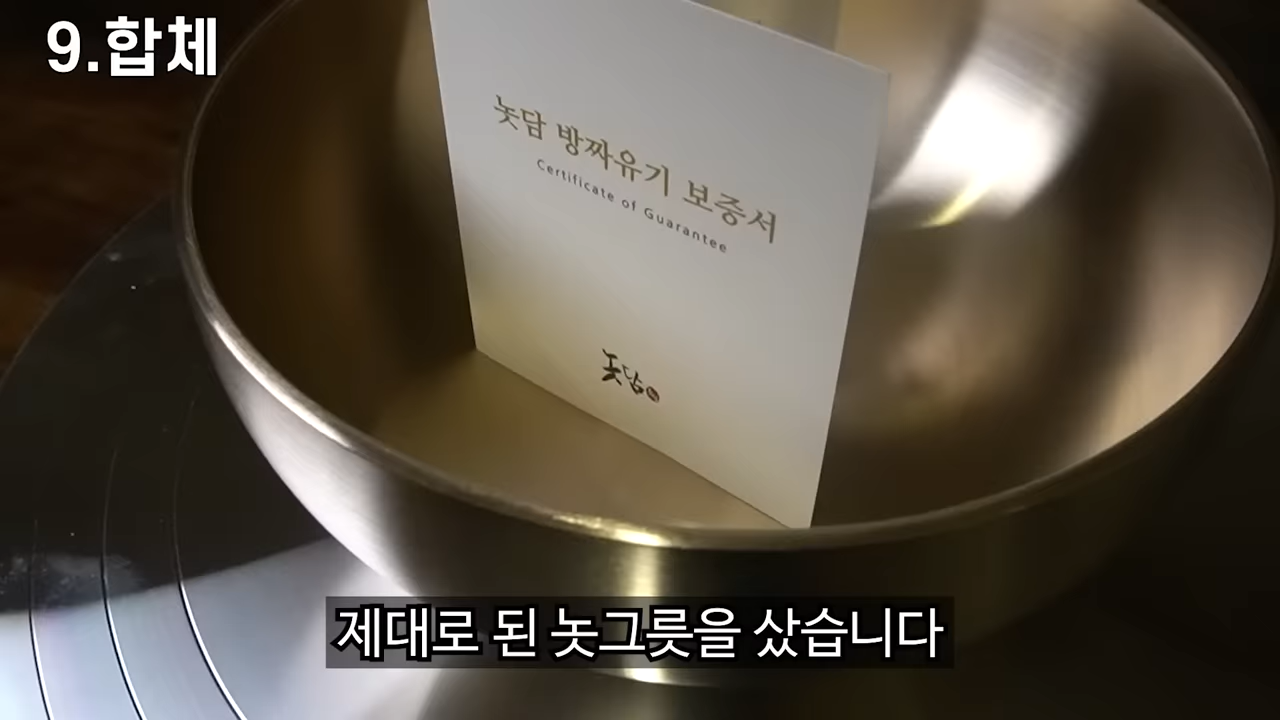 9.합체
놋담 방짜유기 보증서
Certificate of Guarantee
놋담
제대로 된 놋그릇을 샀습니다